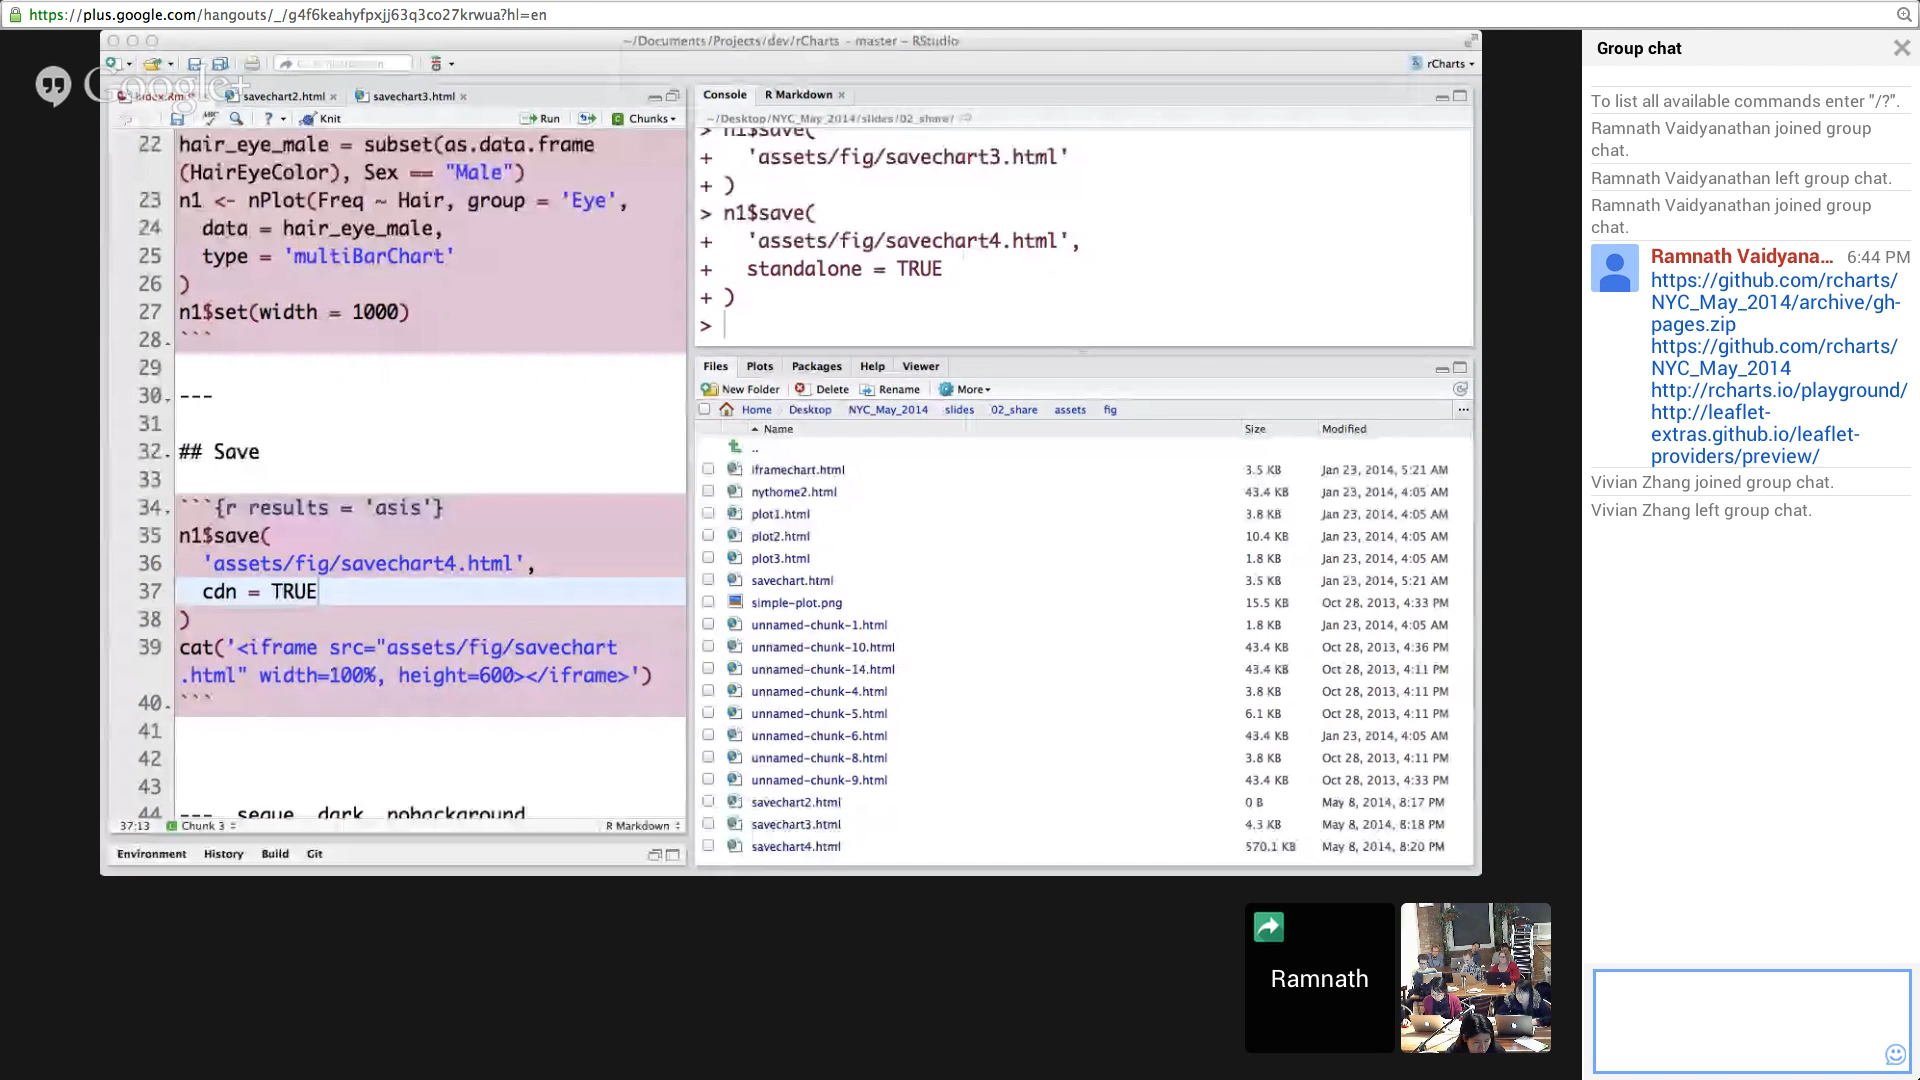 https://plus.google.com/hangouts/_/g4f6keahyfpxjj63q3co27krwua?hl=en
~/Documents/Projects/dev/rCharts - master - RStudio
Google+
rCharts
index.Rmd
savechart2.html
savechart3.html
Knit
Run
Chunks
22 hair_eye_male = subset(as.data.frame
(HairEyeColor), Sex == "Male")
23 n1 <- nPlot(Freq ~ Hair, group = 'Eye',
24 data = hair_eye_male,
25 type = 'multiBarChart'
26 )
27 n1$set(width = 1000)
28 ```
29
30 ---
31
32 ## Save
33
34 ```{r results = 'asis'}
35 n1$save(
36 'assets/fig/savechart4.html',
37 cdn = TRUE
38 )
39 cat('<iframe src="assets/fig/savechart
.html" width=100%, height=600></iframe>')
40 ```
41
42
43
44 --- segue dark nobackground
37:13 Chunk 3 R Markdown
Environment History Build Git
Console R Markdown
~/Desktop/NYC_May_2014/slides/02_share/
> n1$save(
+ 'assets/fig/savechart3.html'
+ )
> n1$save(
+ 'assets/fig/savechart4.html',
+ standalone = TRUE
+ )
>
Files Plots Packages Help Viewer
New Folder Delete Rename More
Home Desktop NYC_May_2014 slides 02_share assets fig ...
Name Size Modified
..
iframechart.html 3.5 KB Jan 23, 2014, 5:21 AM
nythome2.html 43.4 KB Jan 23, 2014, 4:05 AM
plot1.html 3.8 KB Jan 23, 2014, 4:05 AM
plot2.html 10.4 KB Jan 23, 2014, 4:05 AM
plot3.html 1.8 KB Jan 23, 2014, 4:05 AM
savechart.html 3.5 KB Jan 23, 2014, 5:21 AM
simple-plot.png 15.5 KB Oct 28, 2013, 4:33 PM
unnamed-chunk-1.html 1.8 KB Jan 23, 2014, 4:05 AM
unnamed-chunk-10.html 43.4 KB Oct 28, 2013, 4:36 PM
unnamed-chunk-14.html 43.4 KB Oct 28, 2013, 4:11 PM
unnamed-chunk-4.html 3.8 KB Oct 28, 2013, 4:11 PM
unnamed-chunk-5.html 6.1 KB Oct 28, 2013, 4:11 PM
unnamed-chunk-6.html 43.4 KB Jan 23, 2014, 4:05 AM
unnamed-chunk-8.html 3.8 KB Oct 28, 2013, 4:11 PM
unnamed-chunk-9.html 43.4 KB Oct 28, 2013, 4:33 PM
savechart2.html 0 B May 8, 2014, 8:17 PM
savechart3.html 4.3 KB May 8, 2014, 8:18 PM
savechart4.html 570.1 KB May 8, 2014, 8:20 PM
Ramnath
Group chat
To list all available commands enter "/?".
Ramnath Vaidyanathan joined group
chat.
Ramnath Vaidyanathan left group chat.
Ramnath Vaidyanathan joined group
chat.
Ramnath Vaidyana... 6:44 PM
https://github.com/rcharts/
NYC_May_2014/archive/gh-
pages.zip
https://github.com/rcharts/
NYC_May_2014
http://rcharts.io/playground/
http://leaflet-
extras.github.io/leaflet-
providers/preview/
Vivian Zhang joined group chat.
Vivian Zhang left group chat.